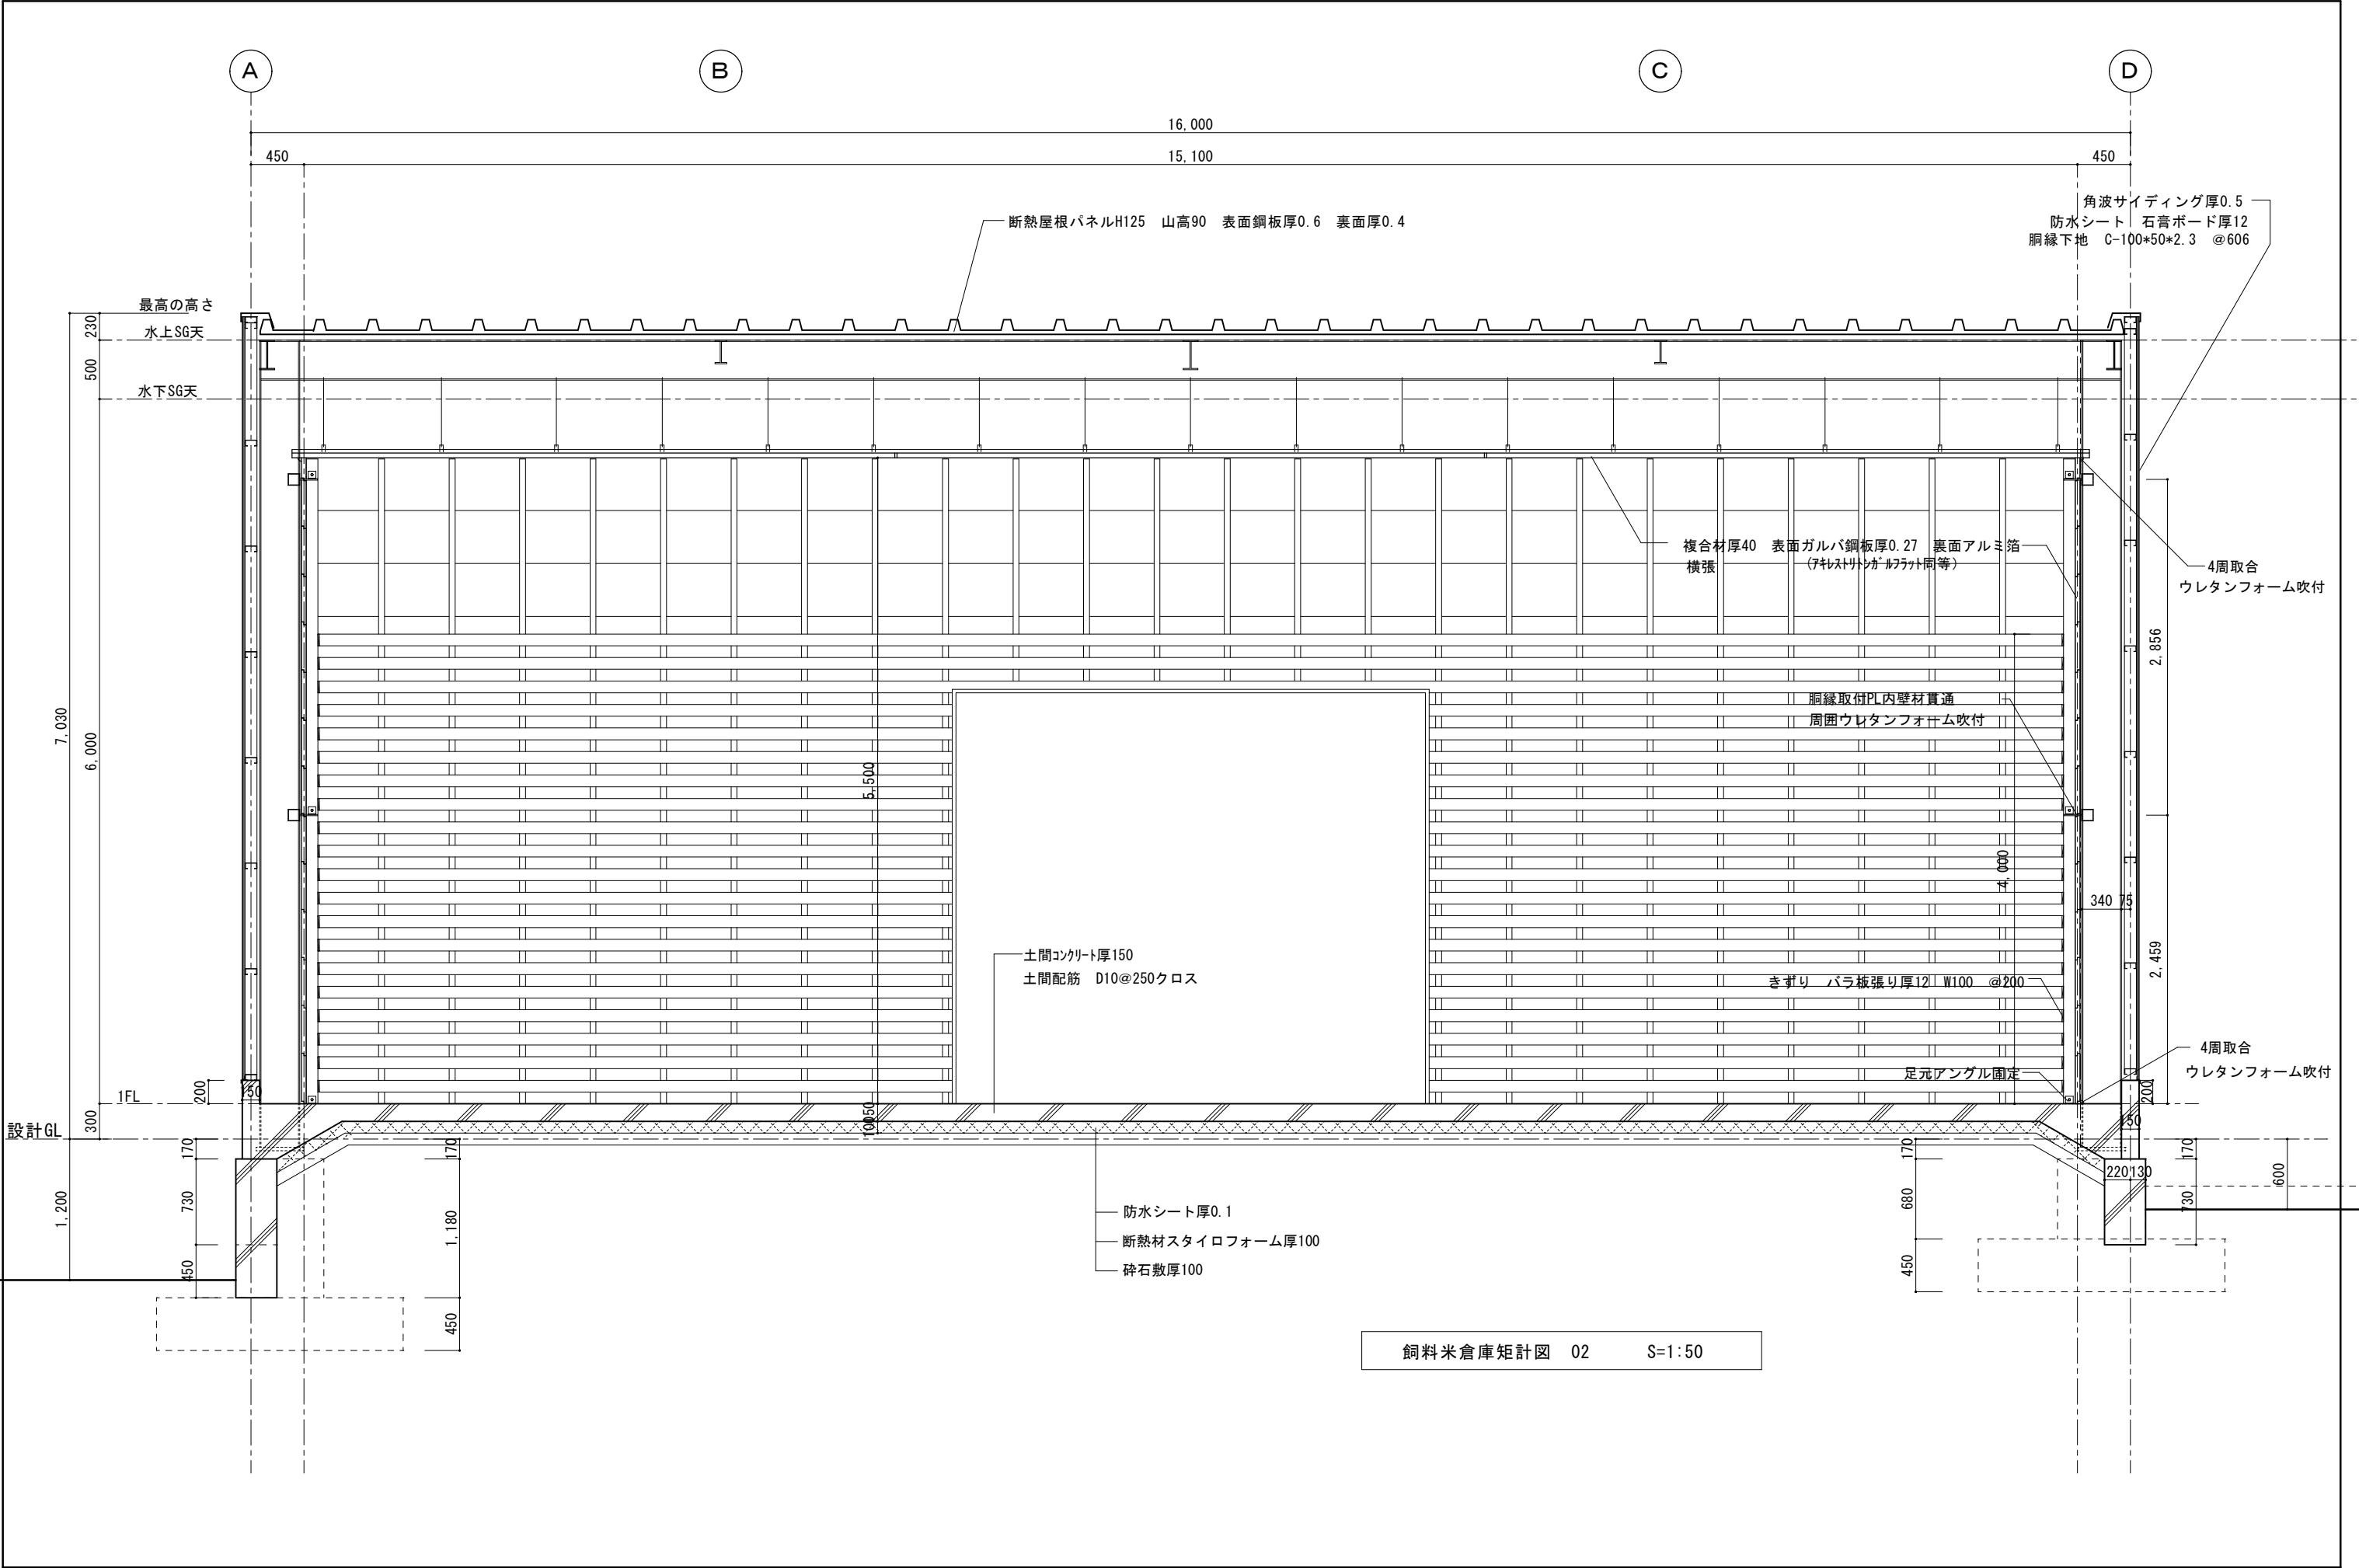 A
B
C
D
16,000
450
15,100
450
角波サイディング厚0.5
防水シート　石膏ボード厚12
胴縁下地　C-100*50*2.3　@606
断熱屋根パネルH125　山高90　表面鋼板厚0.6　裏面厚0.4
最高の高さ
230
水上SG天
500
水下SG天
複合材厚40　表面ガルバ鋼板厚0.27　裏面アルミ箔
横張
(ｱｷﾚｽﾄﾘﾄﾝｶﾞﾙﾌﾗｯﾄ同等)
4周取合
ウレタンフォーム吹付
2,856
胴縁取付PL内壁材貫通
周囲ウレタンフォーム吹付
7,030
6,000
5,500
4,000
340
75
2,459
土間ｺﾝｸﾘｰﾄ厚150
土間配筋　D10@250クロス
きずり　バラ板張り厚12　W100　@200
4周取合
ウレタンフォーム吹付
足元アングル固定
1FL
200
150
300
設計GL
100
50
200
150
170
170
170
170
220
130
600
1,200
730
450
1,180
450
680
450
730
防水シート厚0.1
断熱材スタイロフォーム厚100
砕石敷厚100
飼料米倉庫矩計図　02　　S=1:50